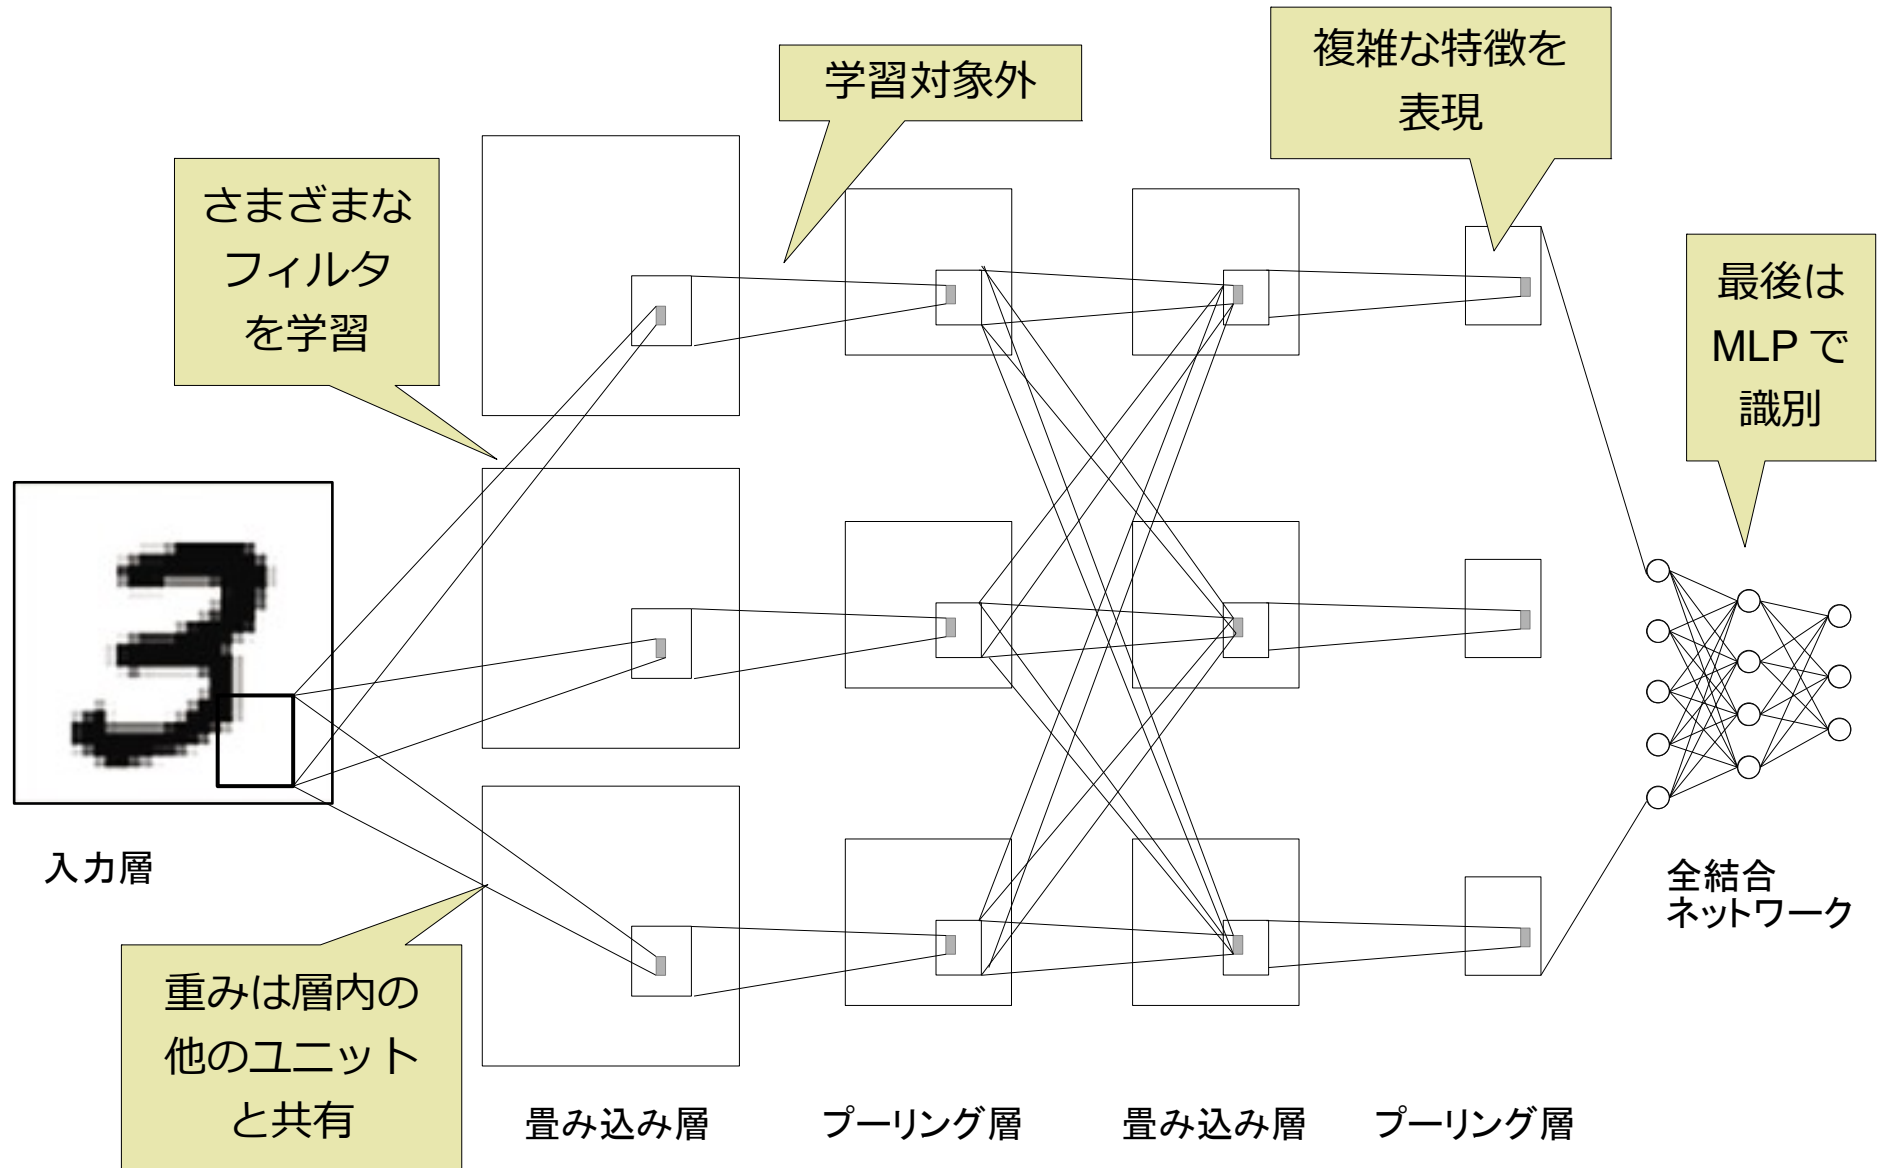 学習対象外
複雑な特徴を
表現
さまざまな
フィルタ
を学習
最後は
MLP で
識別
3
入力層
全結合
ネットワーク
重みは層内の
他のユニット
と共有
畳み込み層
プーリング層
畳み込み層
プーリング層